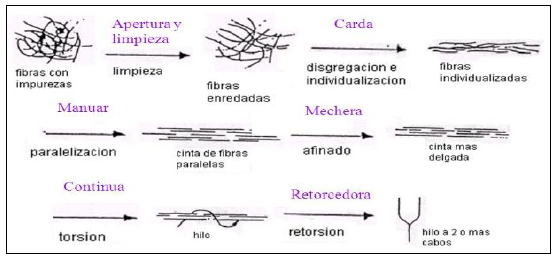 Apertura y
limpieza
Carda
fibras con
impurezas
limpieza
fibras
enredadas
disgregacion e
individualizacion
fibras
individualizadas
Manuar
Mechera
paralelizacion
cinta de fibras
paralelas
afinado
cinta mas
delgada
Continua
Retorcedora
torsion
hilo
retorsion
hilo a 2 o mas
cabos